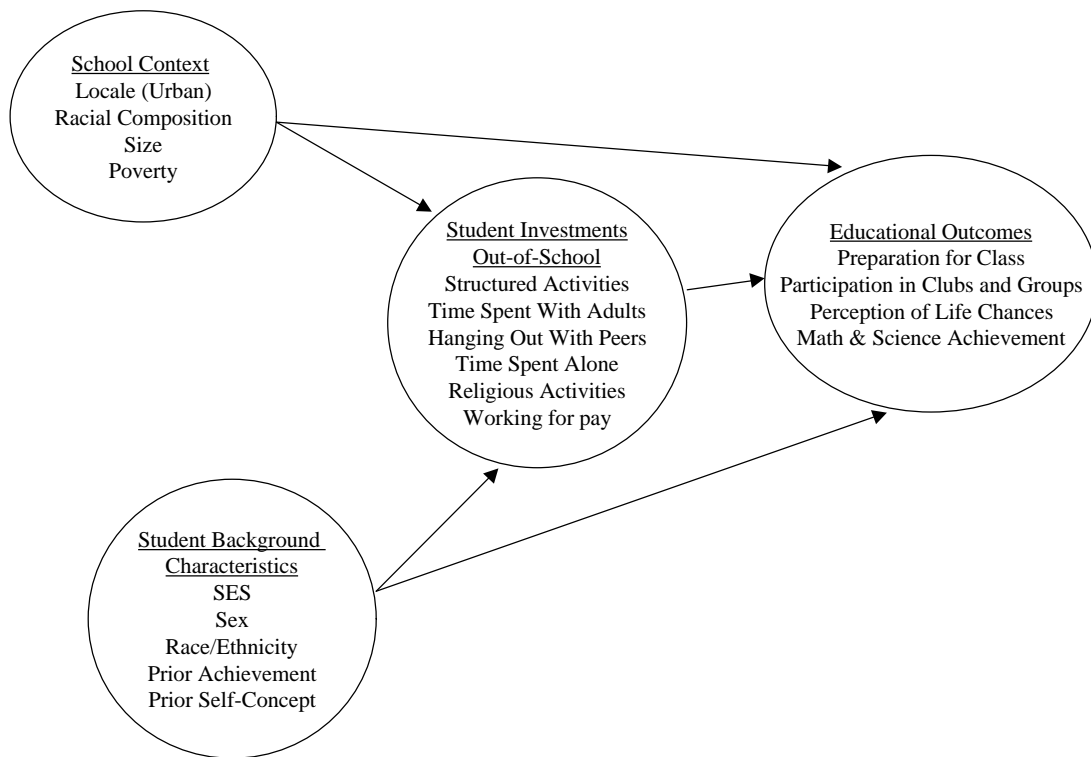 School Context
Locale (Urban)
Racial Composition
Size
Poverty
Student Investments
Out-of-School
Structured Activities
Time Spent With Adults
Hanging Out With Peers
Time Spent Alone
Religious Activities
Working for pay
Educational Outcomes
Preparation for Class
Participation in Clubs and Groups
Perception of Life Chances
Math & Science Achievement
Student Background
Characteristics
SES
Sex
Race/Ethnicity
Prior Achievement
Prior Self-Concept